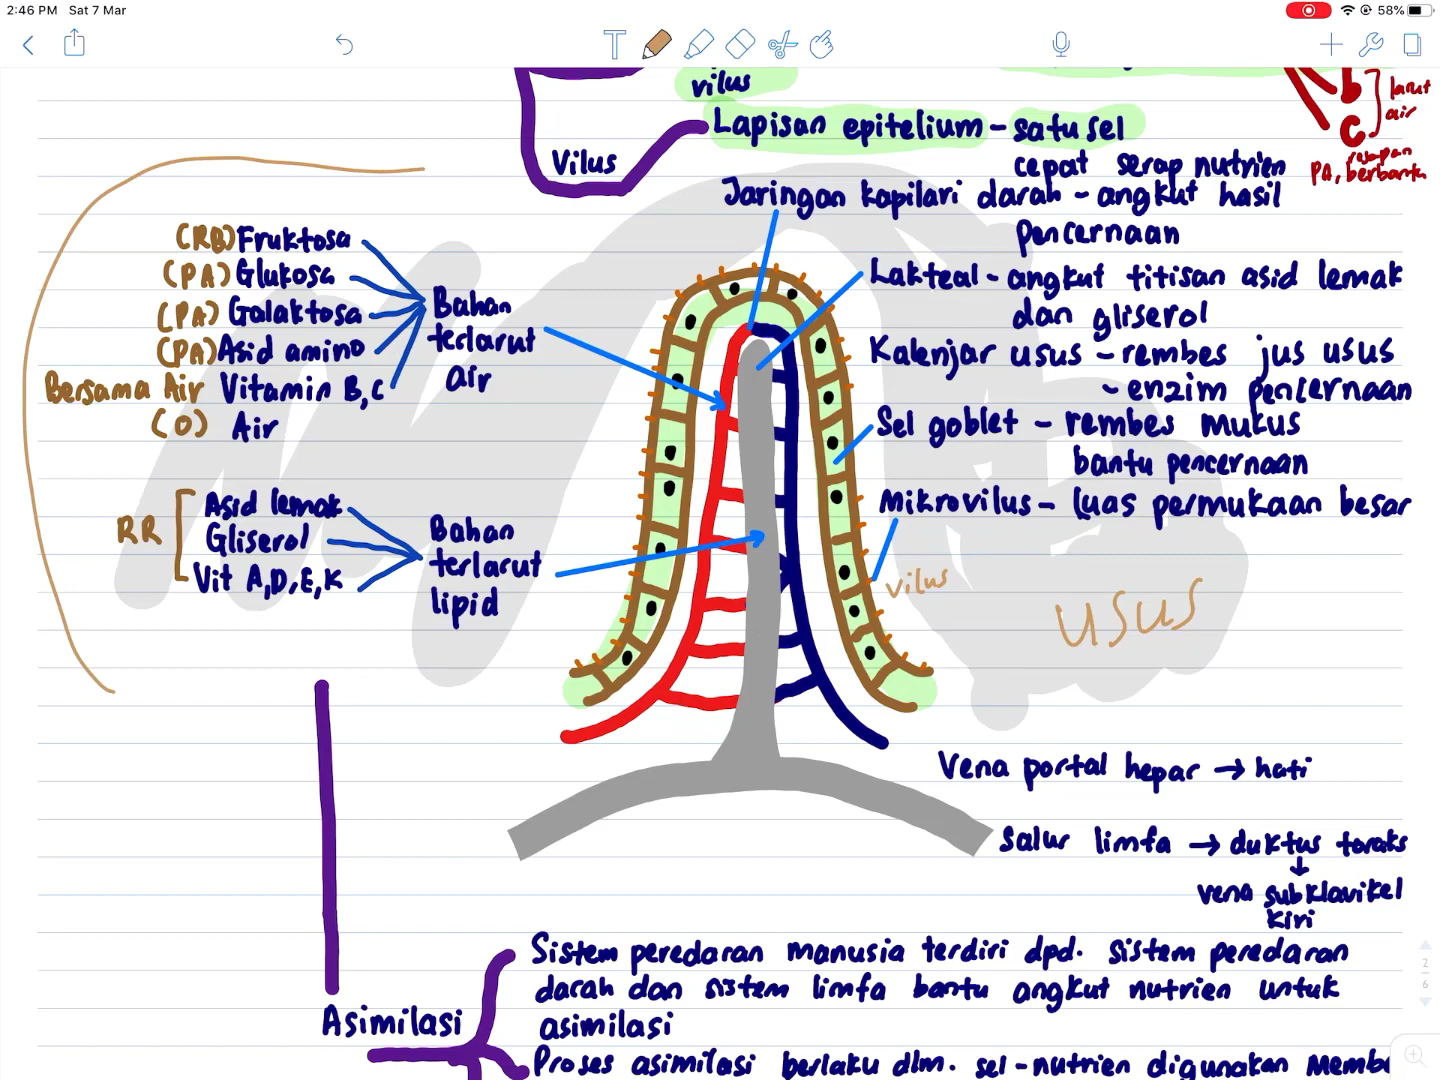 2:46 PM Sat 7 Mar
58%
vilus
Lapisan epitelium - satu sel
cepat serap nutrien
Vilus
b
c
larut
air
PA, berbantu
Jaringan kapilari darah - angkut hasil
pencernaan
Lakteal - angkut titisan asid lemak
dan gliserol
Kalenjar usus - rembes jus usus
- enzim pencernaan
Sel goblet - rembes mukus
bantu pencernaan
Mikrovilus - luas permukaan besar
vilus
usus
(RB) Fruktosa
(PA) Glukosa
(PA) Galaktosa
(PA) Asid amino
Bersama Air Vitamin B, C
(O) Air
Bahan
terlarut
air
RR
Asid lemak
Gliserol
Vit A, D, E, K
Bahan
terlarut
lipid
Vena portal hepar → hati
Salur limfa → duktus toraks
↓
vena subklavikel
kiri
Asimilasi
Sistem peredaran manusia terdiri dpd. sistem peredaran
darah dan sistem limfa bantu angkut nutrien untuk
asimilasi
Proses asimilasi berlaku dlm. sel - nutrien digunakan memb
2
6